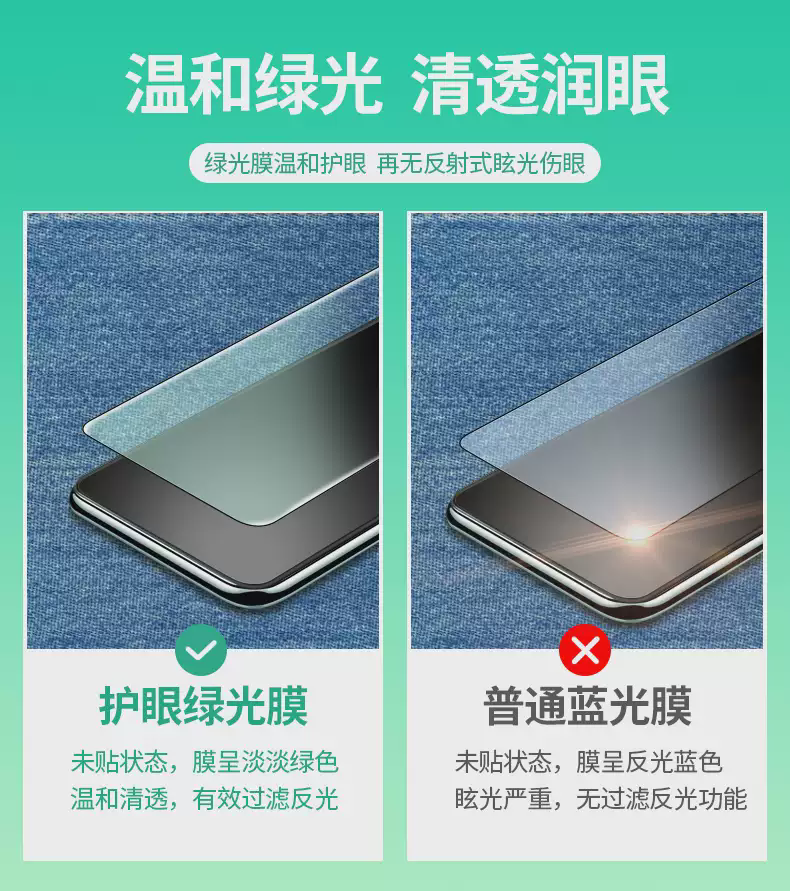 温和绿光 清透润眼
绿光膜温和护眼 再无反射式眩光伤眼
护眼绿光膜
未贴状态，膜呈淡淡绿色
温和清透，有效过滤反光
普通蓝光膜
未贴状态，膜呈反光蓝色
眩光严重，无过滤反光功能